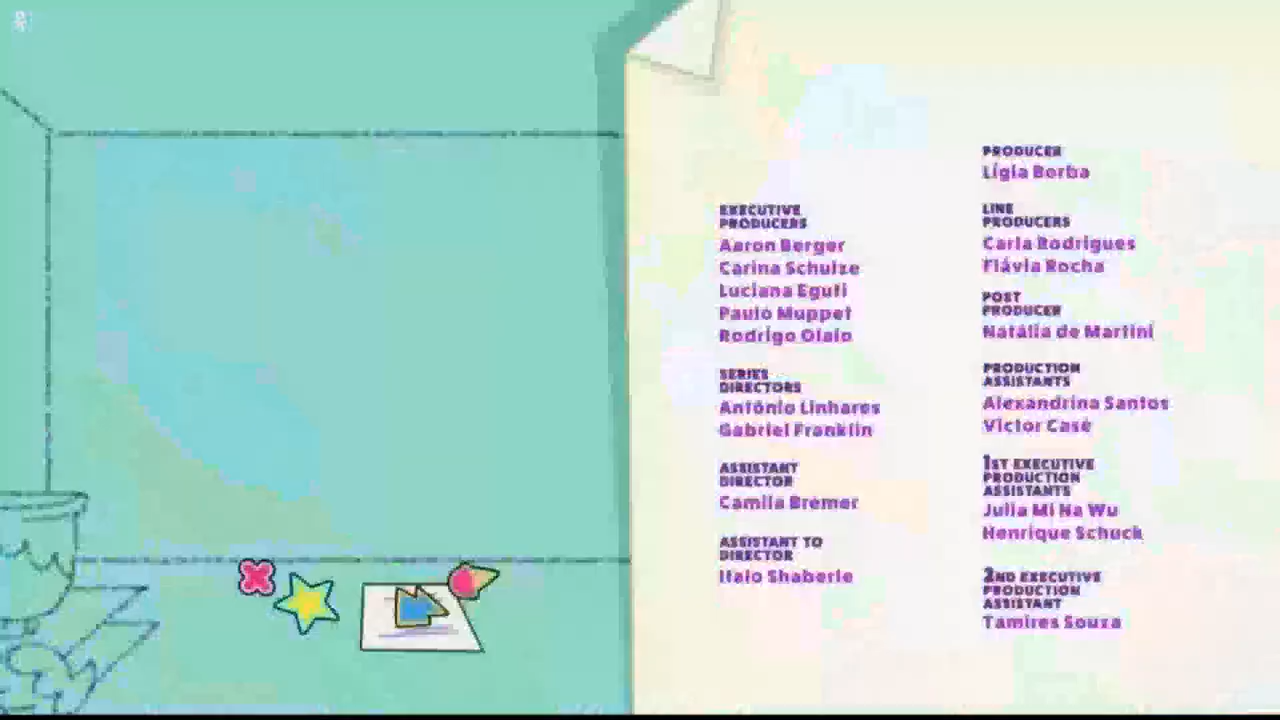 EXECUTIVE
PRODUCERS
Aaron Berger
Carina Schulze
Luciana Eguti
Paulo Muppet
Rodrigo Olaio
SERIES
DIRECTORS
Antônio Linhares
Gabriel Franklin
ASSISTANT
DIRECTOR
Camila Bremer
ASSISTANT TO
DIRECTOR
Italo Shaberle
PRODUCER
Lígia Borba
LINE
PRODUCERS
Carla Rodrigues
Flávia Rocha
POST
PRODUCER
Natália de Martini
PRODUCTION
ASSISTANTS
Alexandrina Santos
Victor Casé
1ST EXECUTIVE
PRODUCTION
ASSISTANTS
Julia Mi Na Wu
Henrique Schuck
2ND EXECUTIVE
PRODUCTION
ASSISTANT
Tamires Souza